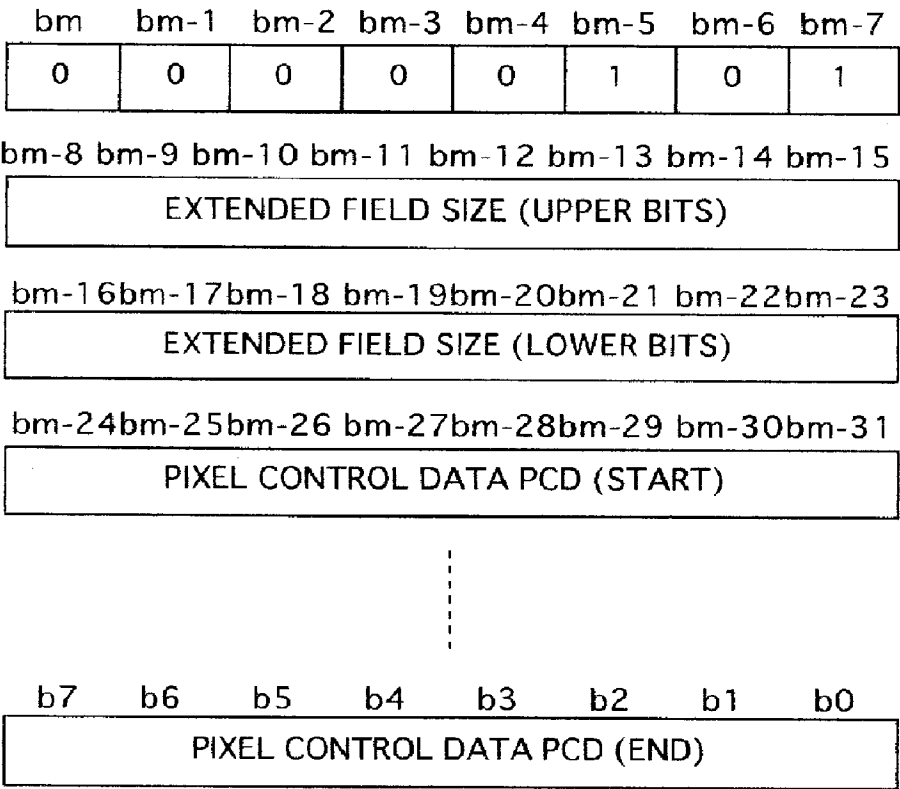 bm bm-1 bm-2 bm-3 bm-4 bm-5 bm-6 bm-7
0 0 0 0 0 1 0 1
bm-8 bm-9 bm-10 bm-11 bm-12 bm-13 bm-14 bm-15
EXTENDED FIELD SIZE (UPPER BITS)
bm-16bm-17bm-18 bm-19bm-20bm-21 bm-22bm-23
EXTENDED FIELD SIZE (LOWER BITS)
bm-24bm-25bm-26 bm-27bm-28bm-29 bm-30bm-31
PIXEL CONTROL DATA PCD (START)
b7 b6 b5 b4 b3 b2 b1 b0
PIXEL CONTROL DATA PCD (END)